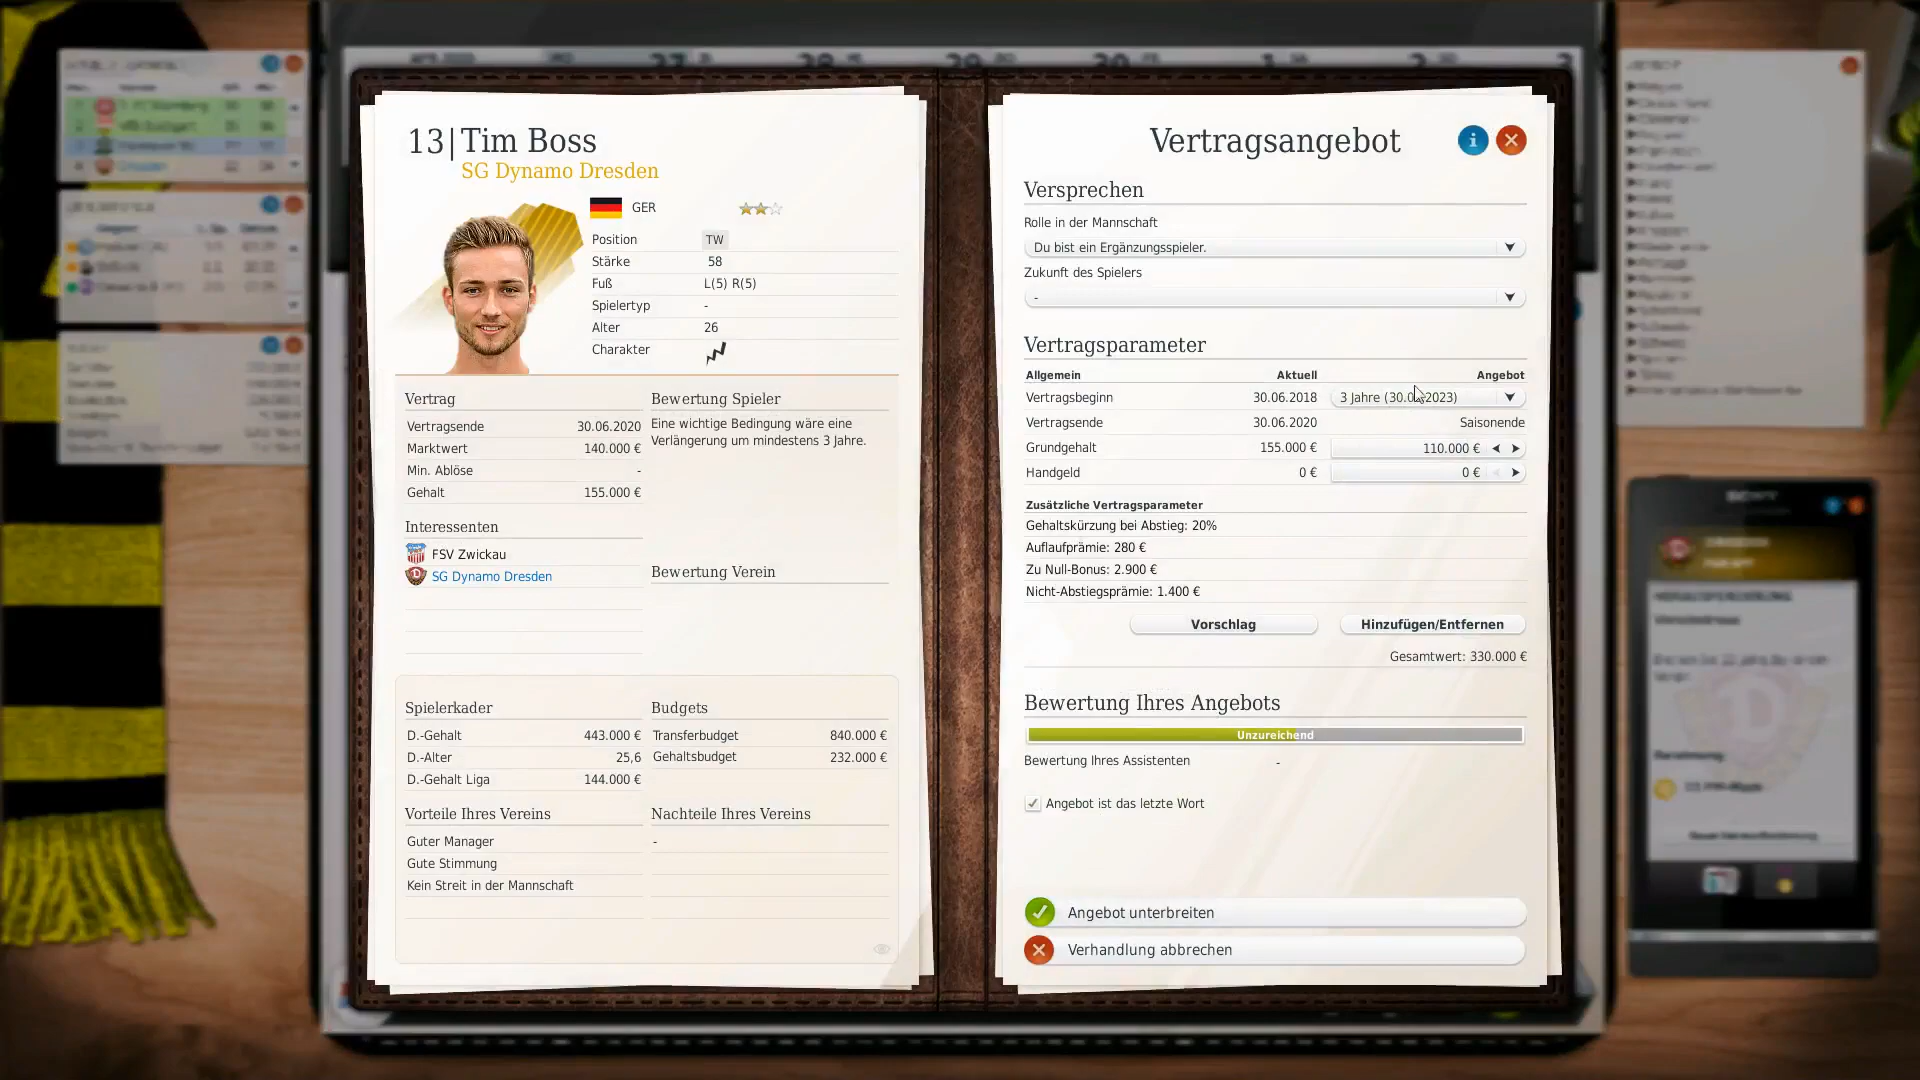 13|Tim Boss
SG Dynamo Dresden
GER
Position TW
Stärke 58
Fuß L(5) R(5)
Spielertyp -
Alter 26
Charakter
Vertrag
Vertragsende 30.06.2020
Marktwert 140.000 €
Min. Ablöse -
Gehalt 155.000 €
Bewertung Spieler
Eine wichtige Bedingung wäre eine
Verlängerung um mindestens 3 Jahre.
Interessenten
FSV Zwickau
SG Dynamo Dresden
Bewertung Verein
Spielerkader
D.-Gehalt 443.000 €
D.-Alter 25,6
D.-Gehalt Liga 144.000 €
Budgets
Transferbudget 840.000 €
Gehaltsbudget 232.000 €
Vorteile Ihres Vereins
Guter Manager
Gute Stimmung
Kein Streit in der Mannschaft
Nachteile Ihres Vereins
-
Vertragsangebot
Versprechen
Rolle in der Mannschaft
Du bist ein Ergänzungsspieler.
Zukunft des Spielers
-
Vertragsparameter
Allgemein Aktuell Angebot
Vertragsbeginn 30.06.2018 3 Jahre (30.06.2023)
Vertragsende 30.06.2020 Saisonende
Grundgehalt 155.000 € 110.000 €
Handgeld 0 € 0 €
Zusätzliche Vertragsparameter
Gehaltskürzung bei Abstieg: 20%
Auflaufprämie: 280 €
Zu Null-Bonus: 2.900 €
Nicht-Abstiegsprämie: 1.400 €
Vorschlag Hinzufügen/Entfernen
Gesamtwert: 330.000 €
Bewertung Ihres Angebots
Unzureichend
Bewertung Ihres Assistenten -
Angebot ist das letzte Wort
Angebot unterbreiten
Verhandlung abbrechen